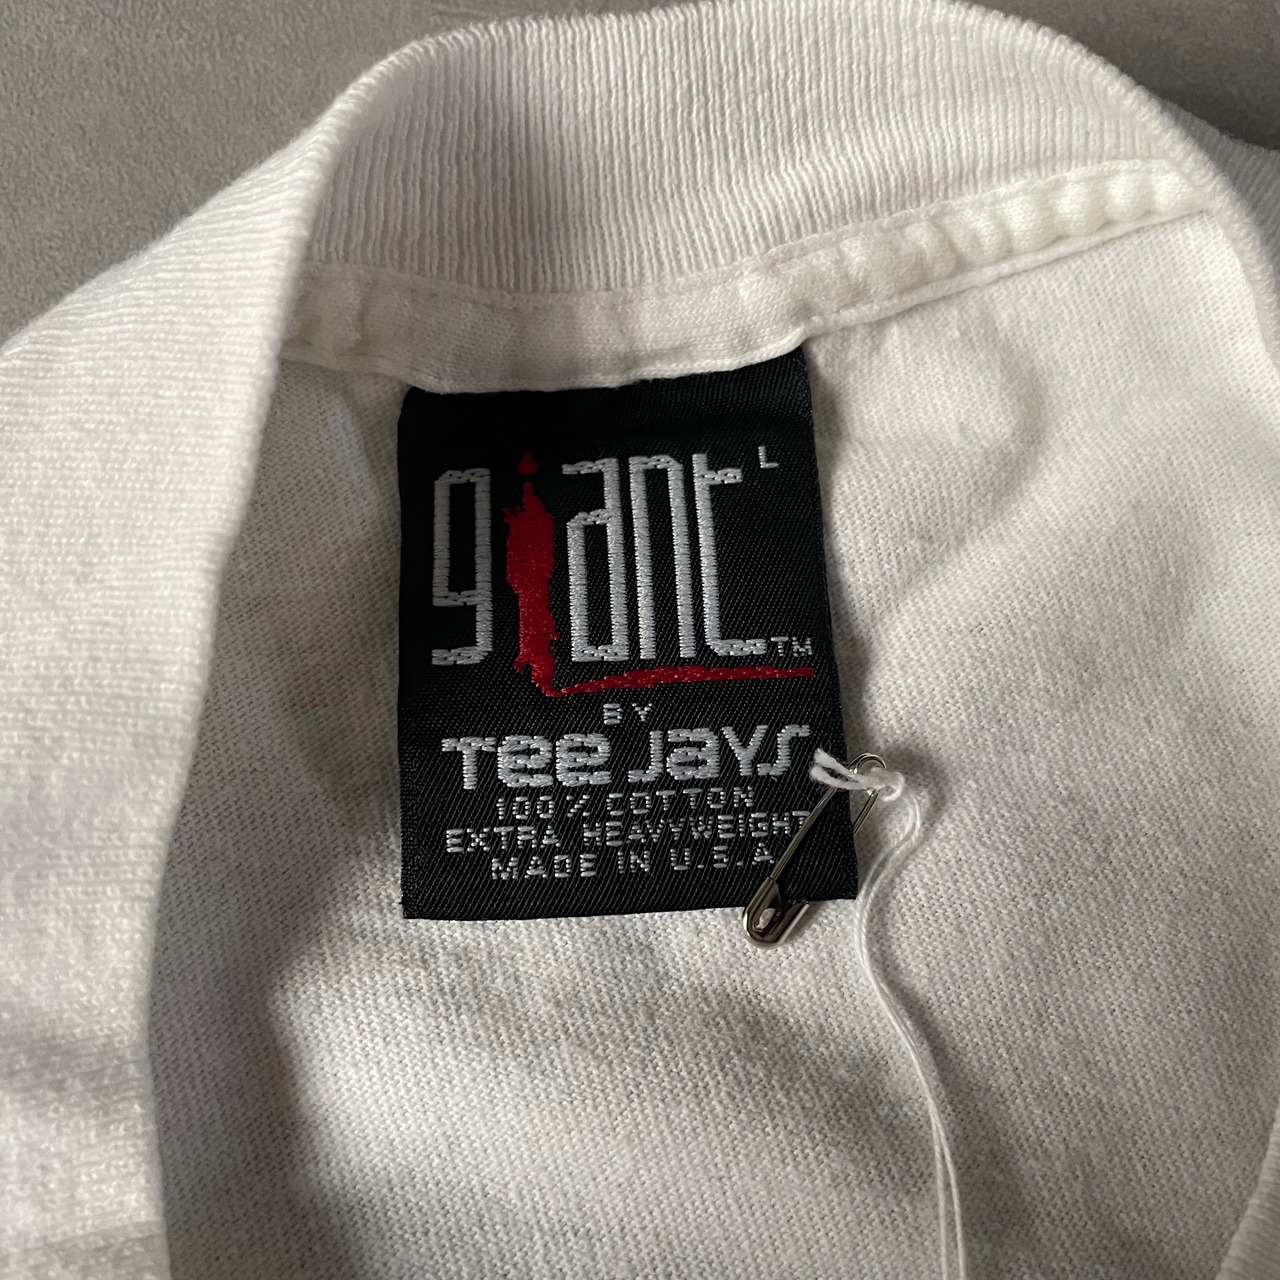 giant L
TM
BY
TEE JAYS
100% COTTON
EXTRA HEAVYWEIGHT
MADE IN U.S.A